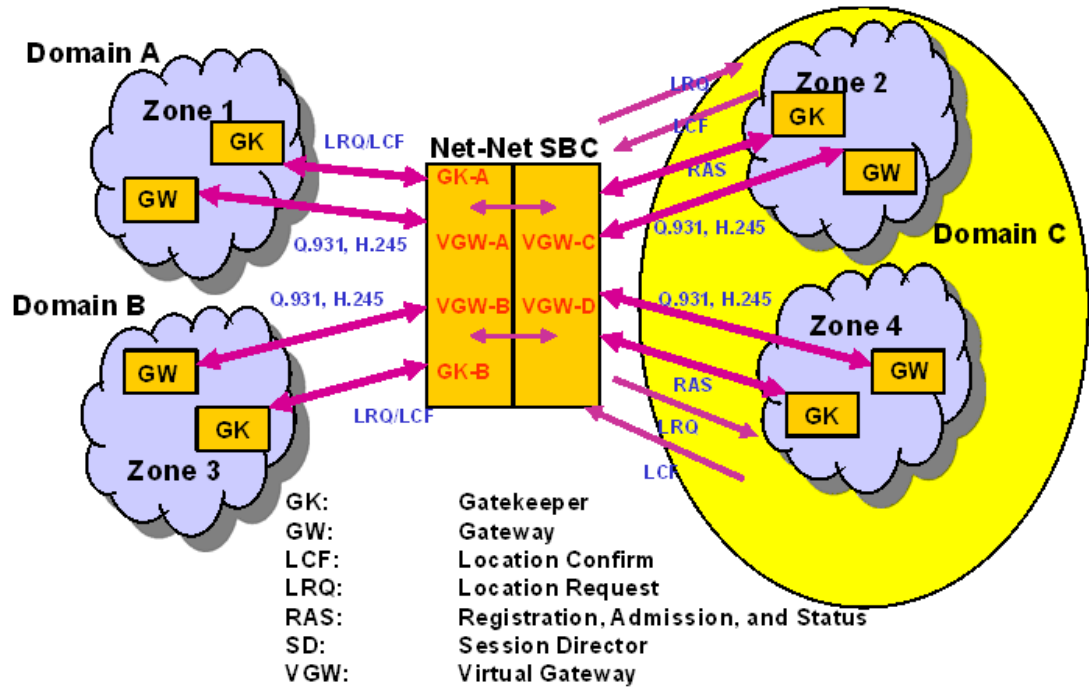 Domain A
Zone 1
GK
GW
LRQ/LCF
Q.931, H.245
Domain B
Q.931, H.245
GW
GK
Zone 3
LRQ/LCF
Net-Net SBC
GK-A
VGW-A
VGW-C
VGW-B
VGW-D
GK-B
LRQ
LCF
RAS
Q.931, H.245
Zone 2
GK
GW
Domain C
Q.931, H.245
Zone 4
GW
GK
RAS
LRQ
LCF
GK: Gatekeeper
GW: Gateway
LCF: Location Confirm
LRQ: Location Request
RAS: Registration, Admission, and Status
SD: Session Director
VGW: Virtual Gateway